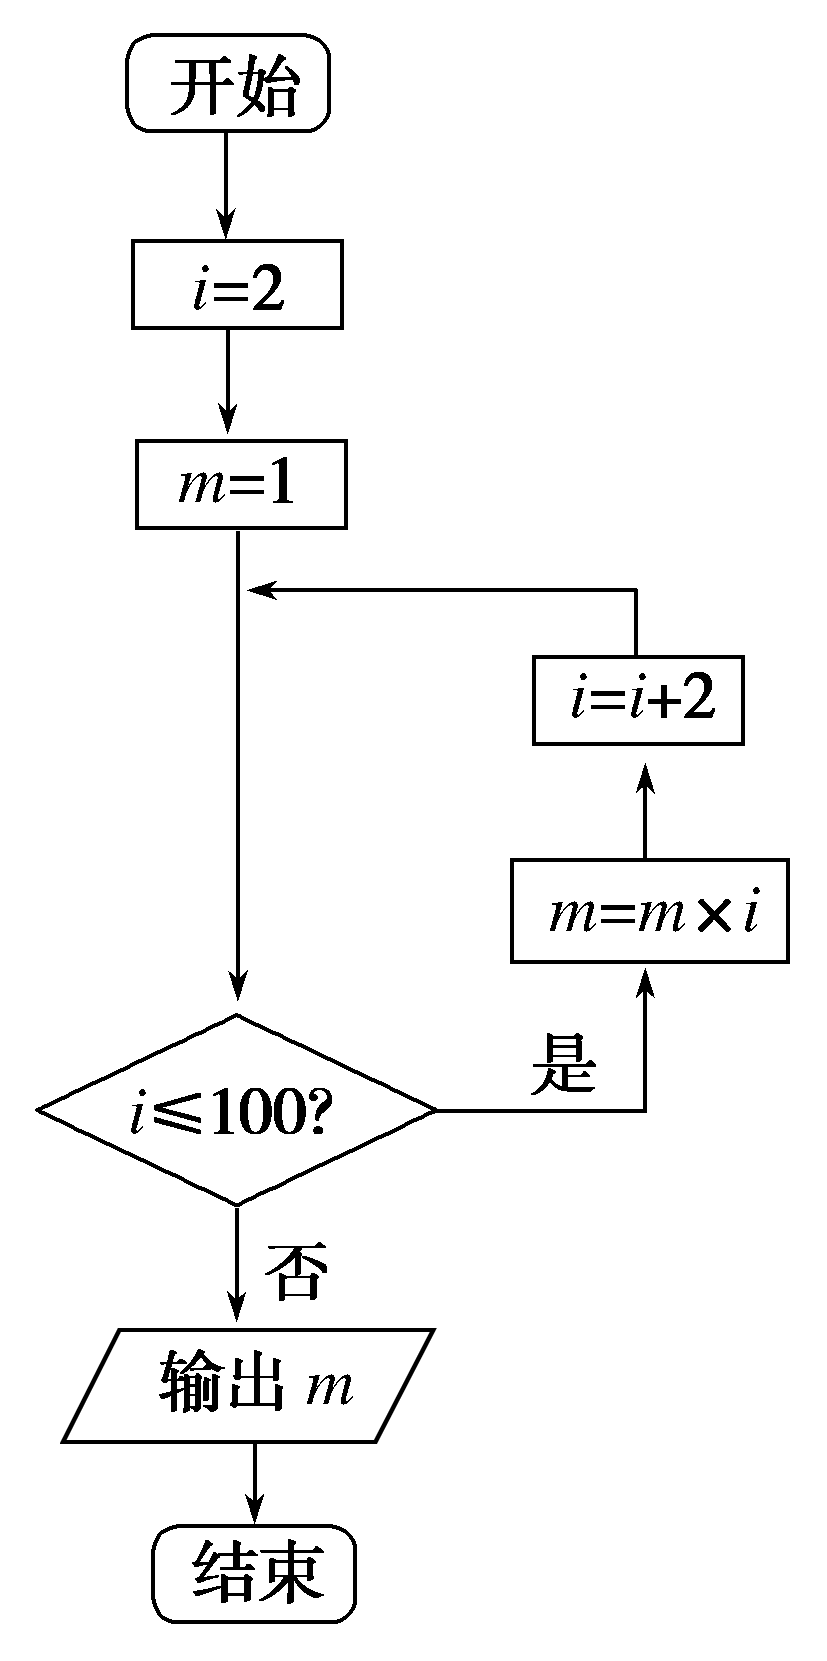 开始
i=2
m=1
i=i+2
m=m×i
是
i≤100?
否
输出 m
结束